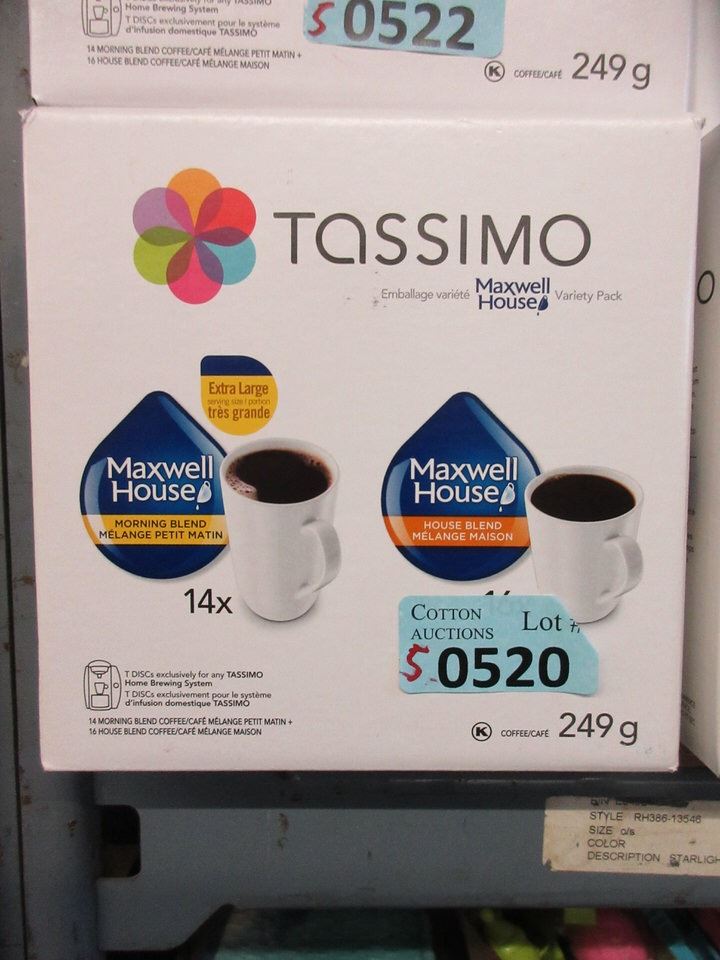 Home Brewing System
T DISCs exclusivement pour le système
d'infusion domestique TASSIMO
14 MORNING BLEND COFFEE/CAFÉ MÉLANGE PETIT MATIN +
16 HOUSE BLEND COFFEE/CAFÉ MÉLANGE MAISON
S 0522
K COFFEE/CAFÉ 249 g
TASSIMO
Emballage variété Maxwell House Variety Pack
Extra Large
serving size / portion
très grande
Maxwell
House
MORNING BLEND
MÉLANGE PETIT MATIN
14x
Maxwell
House
HOUSE BLEND
MÉLANGE MAISON
COTTON
AUCTIONS
Lot #
S 0520
T DISCs exclusively for any TASSIMO
Home Brewing System
T DISCs exclusivement pour le système
d'infusion domestique TASSIMO
14 MORNING BLEND COFFEE/CAFÉ MÉLANGE PETIT MATIN +
16 HOUSE BLEND COFFEE/CAFÉ MÉLANGE MAISON
K COFFEE/CAFÉ 249 g
STYLE RH386-13546
SIZE o/s
COLOR
DESCRIPTION STARLIGH